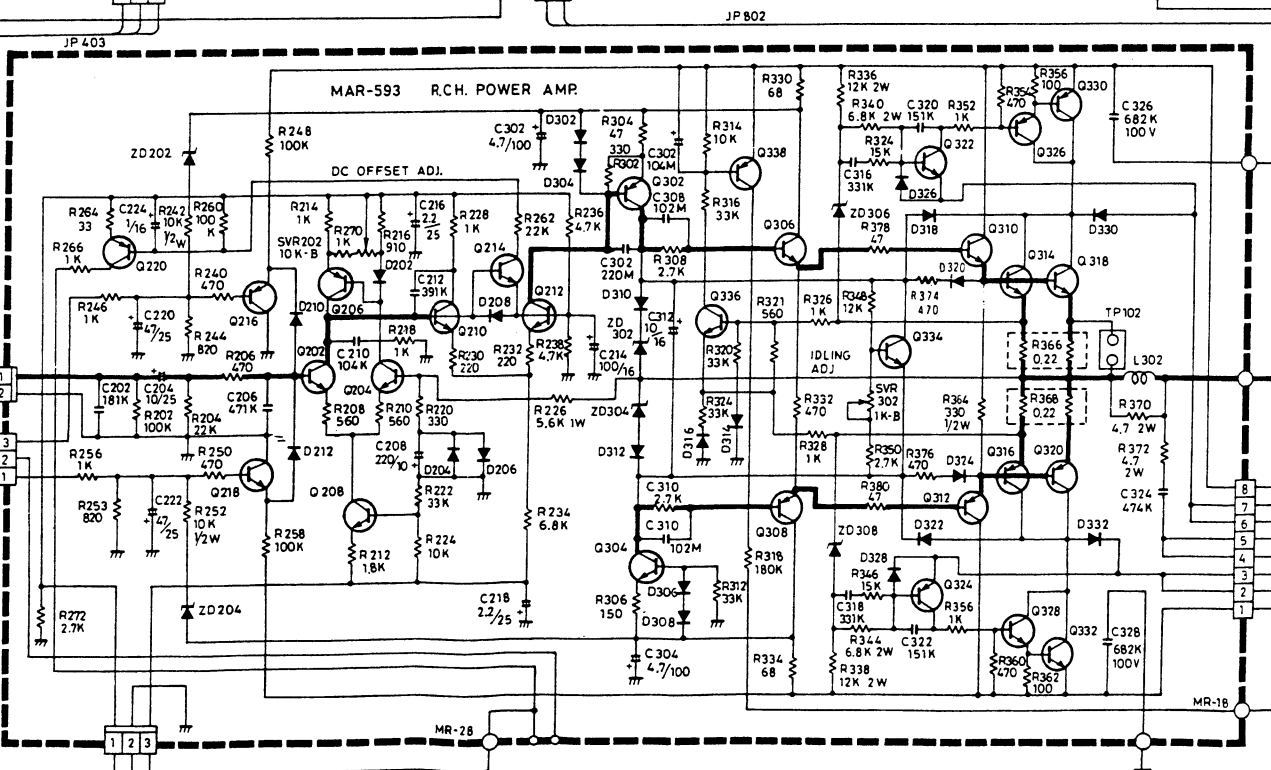 JP 802
JP 403
MAR-593 R.CH. POWER AMP.
DC OFFSET ADJ.
R 248
100K
ZD 202
R264
33
C224
1/16
R242
10K
1/2W
R260
100
K
R266
1K
Q220
R246
1K
C220
47/25
R240
470
Q216
R244
820
D210
R214
1K
R270
1K
SVR202
10K-B
R216
910
D202
Q206
C216
2.2
25
R228
1K
C212
391K
Q214
R262
22K
D208
Q210
Q212
R236
4.7K
C 302
4.7/100
D302
D304
R304
47
330
R302
C302
104M
Q302
C308
102M
C302
220M
R308
2.7K
R314
10K
Q338
R316
33K
R330
68
R336
12K 2W
R340
6.8K 2W
C320
151K
R352
1K
R324
15K
C316
331K
Q322
D326
R354
470
R356
100
Q330
Q326
C326
682K
100V
ZD306
R378
47
D318
D330
Q306
Q310
Q314
Q318
D320
R374
470
Q336
R321
560
R326
1K
R348
12K
Q334
TP102
R366
0,22
L302
R368
0,22
R370
4.7 2W
R372
4.7
2W
C324
474K
IDLING
ADJ
SVR
302
1K-B
R364
330
1/2W
R332
470
R328
1K
R350
2.7K
R376
470
D324
R320
33K
R324
33K
D316
D314
D310
ZD
302
C312
10
16
ZD304
D312
R206
470
Q202
C210
104K
R218
1K
R230
220
R232
220
R238
4.7K
C214
100/16
C202
181K
C204
10/25
R202
100K
R204
22K
C206
471K
Q204
R208
560
R210
560
R220
330
R226
5.6K 1W
C208
220/10
D204
D206
D212
R256
1K
R250
470
Q218
R253
820
C222
47/25
R252
10K
1/2W
R258
100K
Q208
R222
33K
R224
10K
R212
1,8K
R234
6.8K
C218
2.2/25
ZD204
R272
2.7K
C310
2.7K
C310
102M
Q304
R306
150
D306
D308
R312
33K
C304
4.7/100
Q308
R318
180K
R334
68
R380
47
Q312
Q316
Q320
ZD308
D322
D332
D328
R346
15K
C318
331K
Q324
R356
1K
R344
6.8K 2W
C322
151K
R338
12K 2W
Q328
Q332
R360
470
R362
100
C328
682K
100V
MR-28
MR-18
1
2
3
2
1
8
7
6
5
4
3
2
1
1 2 3